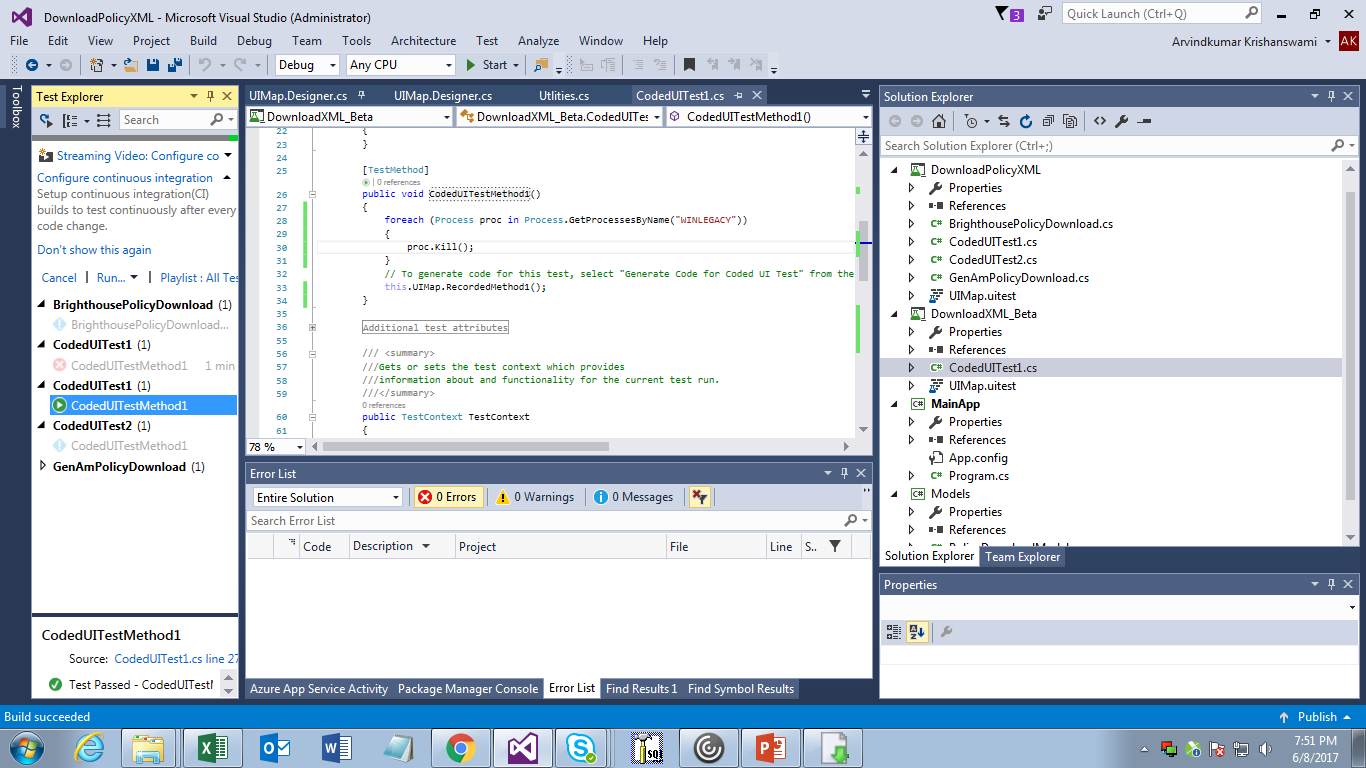 DownloadPolicyXML - Microsoft Visual Studio (Administrator)
3
Quick Launch (Ctrl+Q)
File Edit View Project Build Debug Team Tools Architecture Test Analyze Window Help
Arvindkumar Krishanswami AK
Debug Any CPU Start
Toolbox
Test Explorer
Search
Streaming Video: Configure co
Configure continuous integration
Setup continuous integration(CI)
builds to test continuously after every
code change.
Don't show this again
Cancel Run... Playlist : All Tes
BrighthousePolicyDownload (1)
BrighthousePolicyDownload...
CodedUITest1 (1)
CodedUITestMethod1 1 min
CodedUITest1 (1)
CodedUITestMethod1
CodedUITest2 (1)
CodedUITestMethod1
GenAmPolicyDownload (1)
CodedUITestMethod1
Source: CodedUITest1.cs line 27
Test Passed - CodedUITestM
UIMap.Designer.cs UIMap.Designer.cs Utilities.cs CodedUITest1.cs
DownloadXML_Beta DownloadXML_Beta.CodedUITes CodedUITestMethod1()
22 {
23 }
24
25 [TestMethod]
0 references
26 public void CodedUITestMethod1()
27 {
28 foreach (Process proc in Process.GetProcessesByName("WINLEGACY"))
29 {
30 proc.Kill();
31 }
32 // To generate code for this test, select "Generate Code for Coded UI Test" from the
33 this.UIMap.RecordedMethod1();
34 }
35
36 Additional test attributes
55
56 /// <summary>
57 ///Gets or sets the test context which provides
58 ///information about and functionality for the current test run.
59 ///</summary>
0 references
60 public TestContext TestContext
61 {
78 %
Error List
Entire Solution 0 Errors 0 Warnings 0 Messages
Search Error List
Code Description Project File Line S..
Azure App Service Activity Package Manager Console Error List Find Results 1 Find Symbol Results
Solution Explorer
Search Solution Explorer (Ctrl+;)
DownloadPolicyXML
Properties
References
BrighthousePolicyDownload.cs
CodedUITest1.cs
CodedUITest2.cs
GenAmPolicyDownload.cs
UIMap.uitest
DownloadXML_Beta
Properties
References
CodedUITest1.cs
UIMap.uitest
MainApp
Properties
References
App.config
Program.cs
Models
Properties
References
Solution Explorer Team Explorer
Properties
Build succeeded
Publish
7:51 PM
6/8/2017